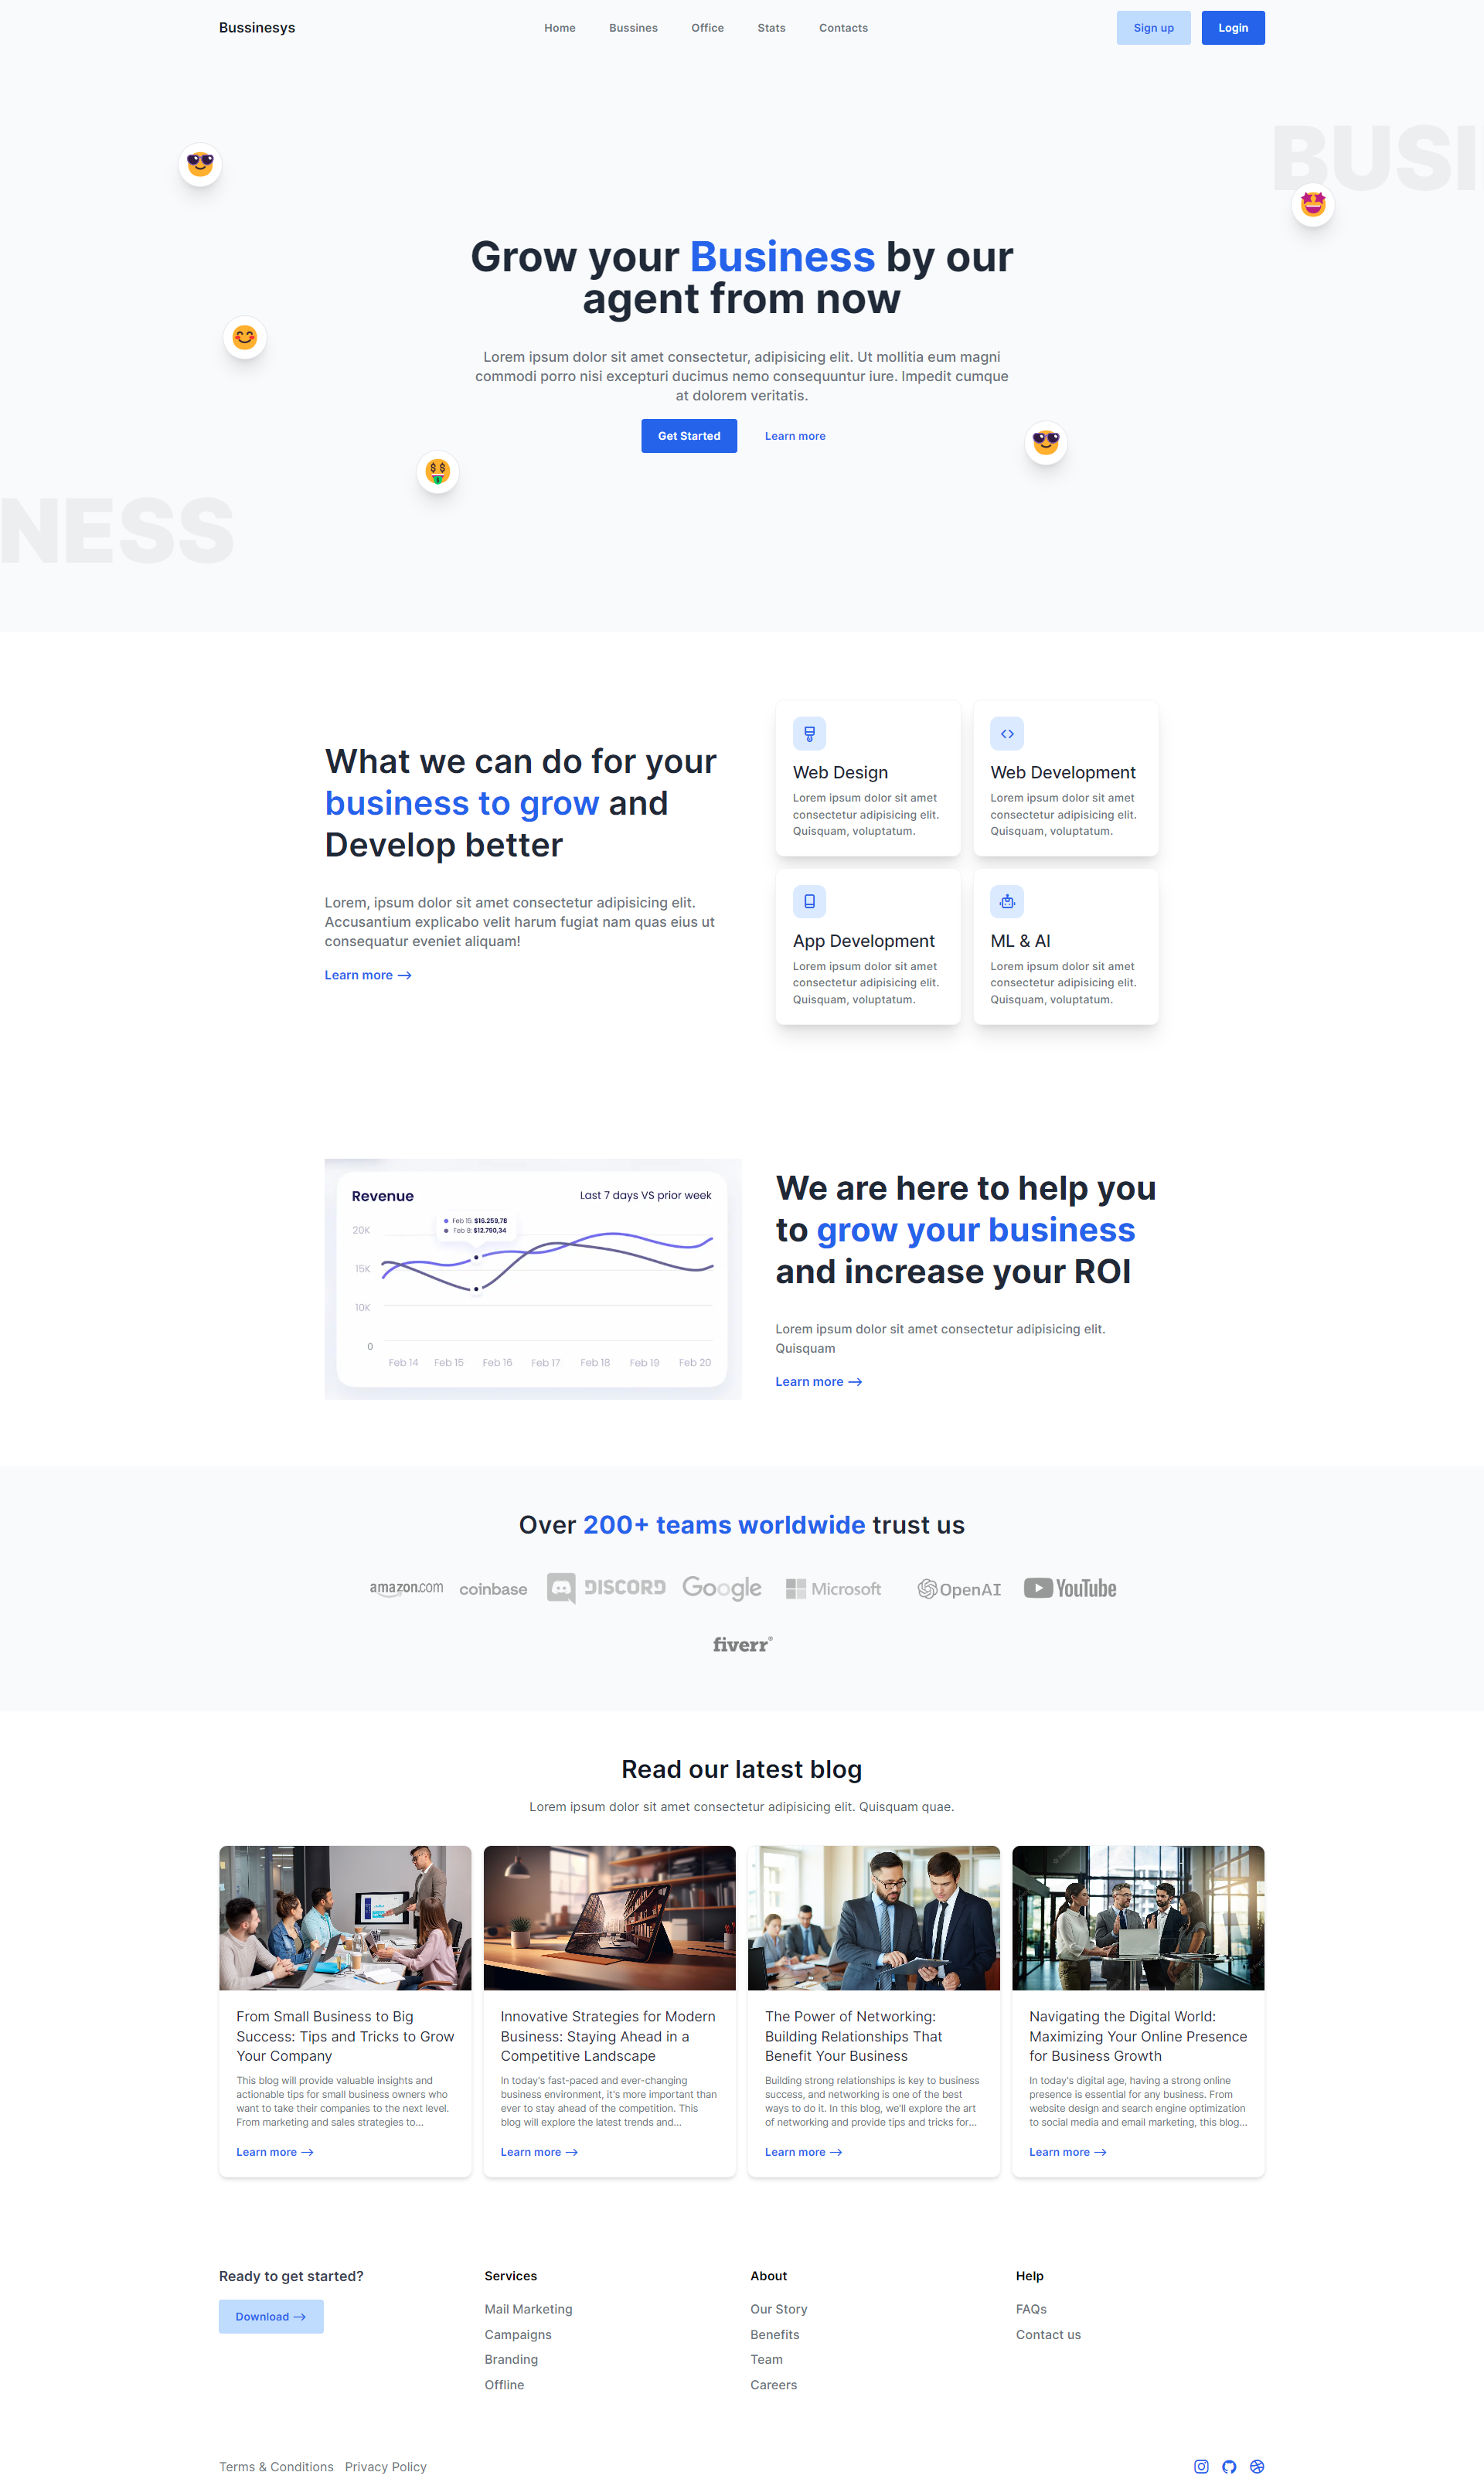 Bussinesys
Home
Bussines
Office
Stats
Contacts
Sign up
Login
BUSI
Grow your Business by our
agent from now
Lorem ipsum dolor sit amet consectetur, adipisicing elit. Ut mollitia eum magni
commodi porro nisi excepturi ducimus nemo consequuntur iure. Impedit cumque
at dolorem veritatis.
Get Started
Learn more
NESS
What we can do for your
business to grow and
Develop better
Lorem, ipsum dolor sit amet consectetur adipisicing elit.
Accusantium explicabo velit harum fugiat nam quas eius ut
consequatur eveniet aliquam!
Learn more →
Web Design
Lorem ipsum dolor sit amet
consectetur adipisicing elit.
Quisquam, voluptatum.
Web Development
Lorem ipsum dolor sit amet
consectetur adipisicing elit.
Quisquam, voluptatum.
App Development
Lorem ipsum dolor sit amet
consectetur adipisicing elit.
Quisquam, voluptatum.
ML & AI
Lorem ipsum dolor sit amet
consectetur adipisicing elit.
Quisquam, voluptatum.
Revenue
Last 7 days VS prior week
Feb 15: $16.259,78
Feb 8: $12.790,34
20K
15K
10K
0
Feb 14
Feb 15
Feb 16
Feb 17
Feb 18
Feb 19
Feb 20
We are here to help you
to grow your business
and increase your ROI
Lorem ipsum dolor sit amet consectetur adipisicing elit.
Quisquam
Learn more →
Over 200+ teams worldwide trust us
amazon.com
coinbase
DISCORD
Google
Microsoft
OpenAI
YouTube
fiverr®
Read our latest blog
Lorem ipsum dolor sit amet consectetur adipisicing elit. Quisquam quae.
From Small Business to Big
Success: Tips and Tricks to Grow
Your Company
This blog will provide valuable insights and
actionable tips for small business owners who
want to take their companies to the next level.
From marketing and sales strategies to...
Learn more →
Innovative Strategies for Modern
Business: Staying Ahead in a
Competitive Landscape
In today's fast-paced and ever-changing
business environment, it's more important than
ever to stay ahead of the competition. This
blog will explore the latest trends and...
Learn more →
The Power of Networking:
Building Relationships That
Benefit Your Business
Building strong relationships is key to business
success, and networking is one of the best
ways to do it. In this blog, we'll explore the art
of networking and provide tips and tricks for...
Learn more →
Navigating the Digital World:
Maximizing Your Online Presence
for Business Growth
In today's digital age, having a strong online
presence is essential for any business. From
website design and search engine optimization
to social media and email marketing, this blog...
Learn more →
Ready to get started?
Download →
Services
Mail Marketing
Campaigns
Branding
Offline
About
Our Story
Benefits
Team
Careers
Help
FAQs
Contact us
Terms & Conditions
Privacy Policy